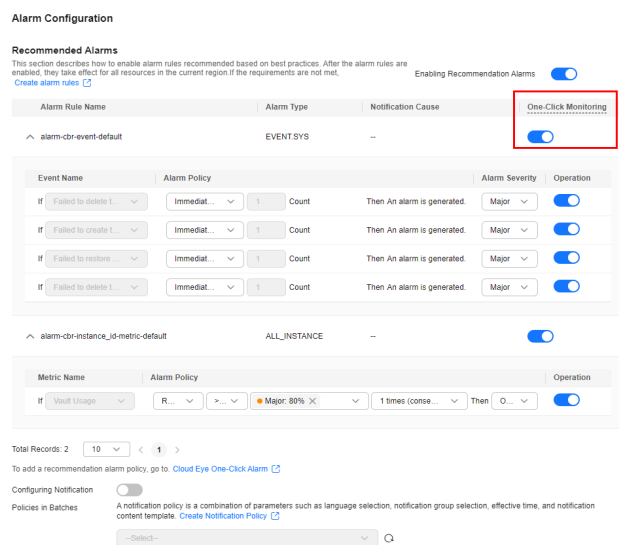 Alarm Configuration
Recommended Alarms
This section describes how to enable alarm rules recommended based on best practices. After the alarm rules are
enabled, they take effect for all resources in the current region.If the requirements are not met,
Create alarm rules
Enabling Recommendation Alarms
Alarm Rule Name Alarm Type Notification Cause One-Click Monitoring
alarm-cbr-event-default EVENT.SYS --
Event Name Alarm Policy Alarm Severity Operation
If Failed to delete t... Immediat... 1 Count Then An alarm is generated. Major
If Failed to create t... Immediat... 1 Count Then An alarm is generated. Major
If Failed to restore ... Immediat... 1 Count Then An alarm is generated. Major
If Failed to delete t... Immediat... 1 Count Then An alarm is generated. Major
alarm-cbr-instance_id-metric-default ALL_INSTANCE --
Metric Name Alarm Policy Operation
If Vault Usage R... >... Major: 80% 1 times (conse... Then O...
Total Records: 2 10 < 1 >
To add a recommendation alarm policy, go to. Cloud Eye One-Click Alarm
Configuring Notification
Policies in Batches
A notification policy is a combination of parameters such as language selection, notification group selection, effective time, and notification
content template. Create Notification Policy
--Select--